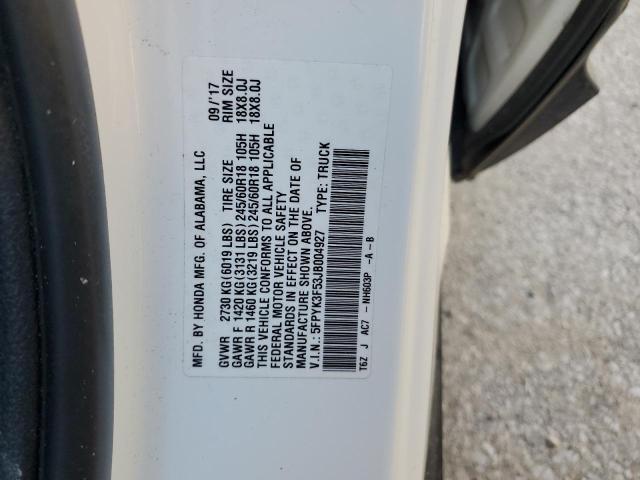 MFD. BY HONDA MFG. OF ALABAMA, LLC 09/'17
GVWR 2730 KG(6019 LBS) TIRE SIZE RIM SIZE
GAWR F 1420 KG(3131 LBS) 245/60R18 105H 18X8.0J
GAWR R 1460 KG(3219 LBS) 245/60R18 105H 18X8.0J
THIS VEHICLE CONFORMS TO ALL APPLICABLE
FEDERAL MOTOR VEHICLE SAFETY
STANDARDS IN EFFECT ON THE DATE OF
MANUFACTURE SHOWN ABOVE.
V.I.N.: 5FPYK3F53JB004927 TYPE: TRUCK
T6Z J AC7 - NH603P -A -B